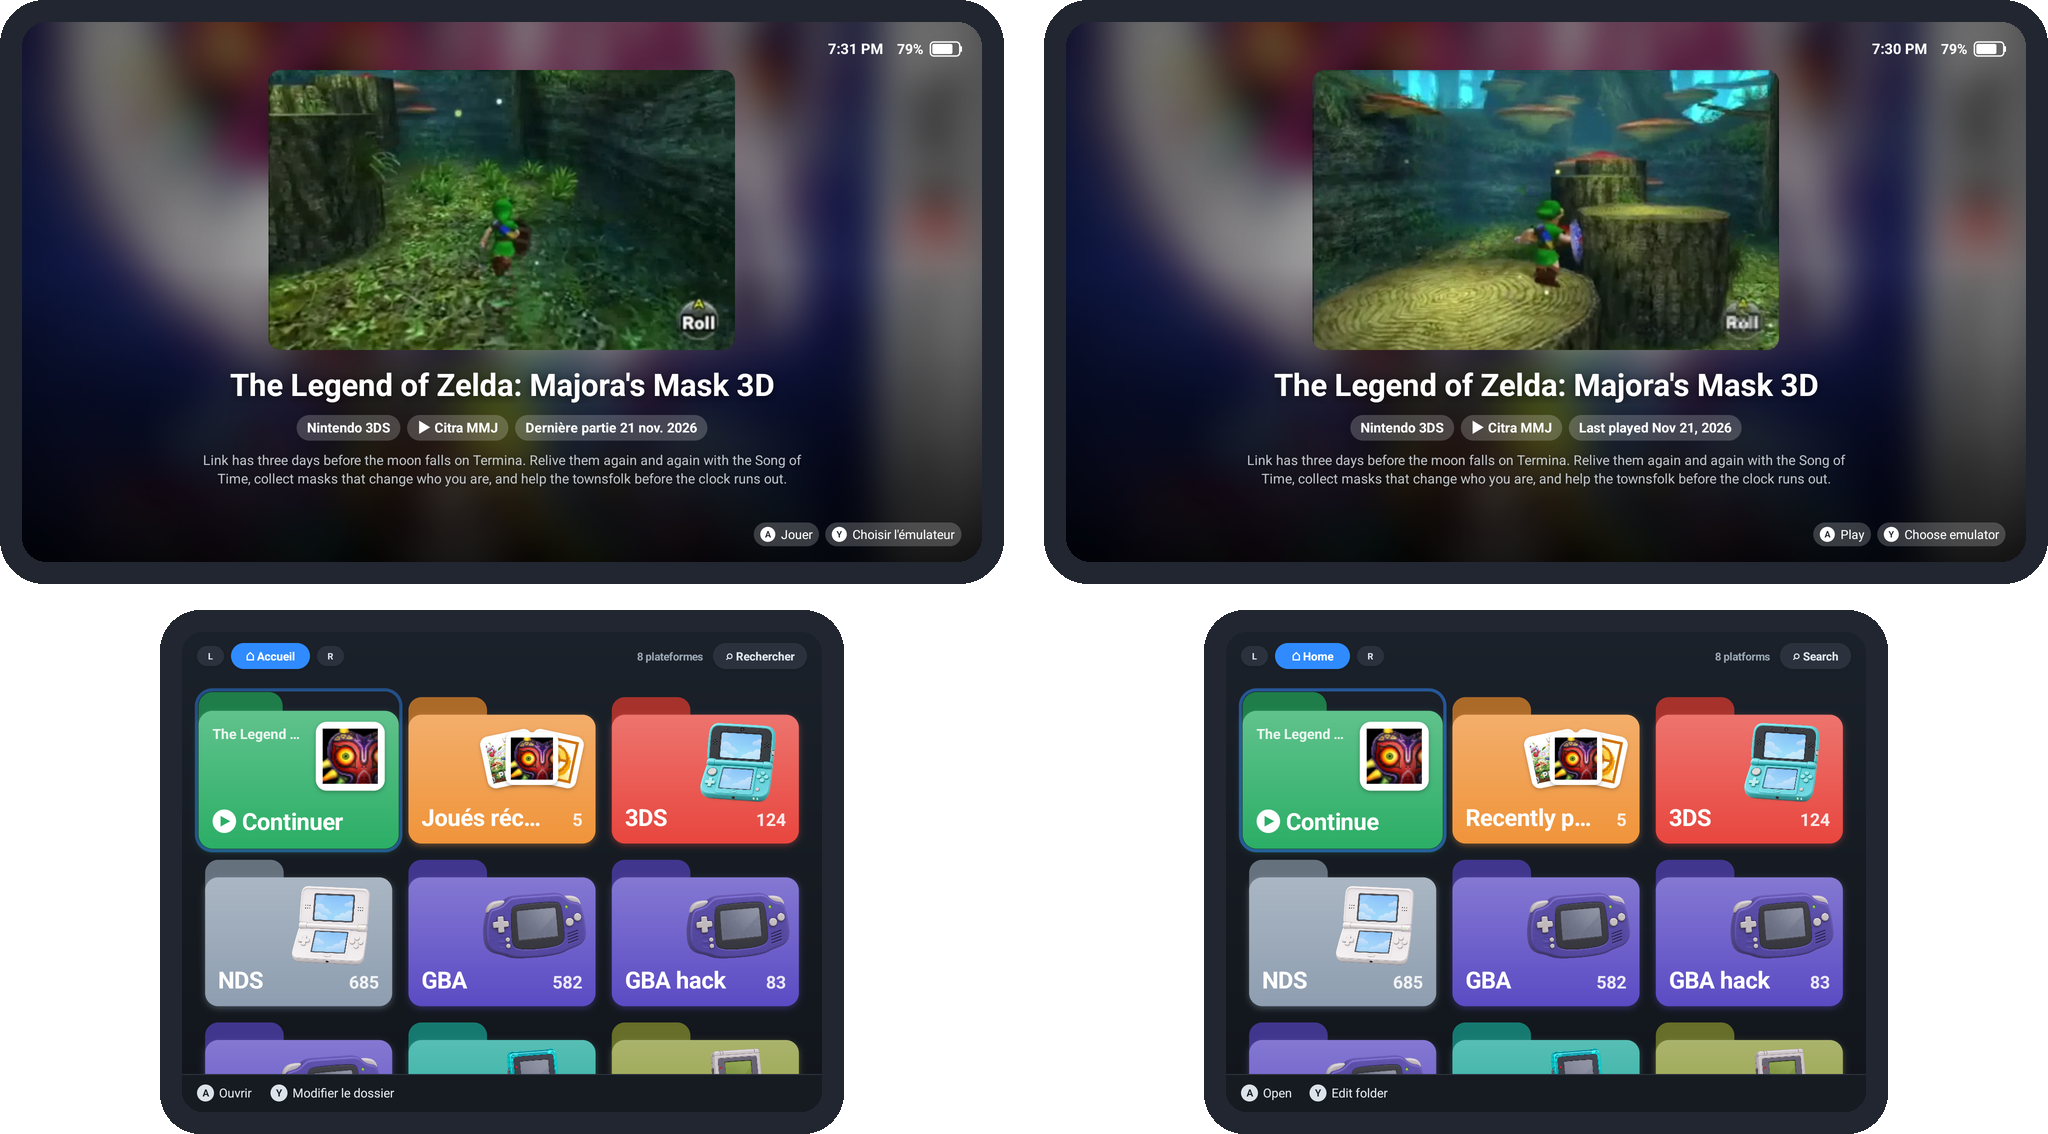 7:31 PM 79%
Roll
The Legend of Zelda: Majora's Mask 3D
Nintendo 3DS
Citra MMJ
Dernière partie 21 nov. 2026
Link has three days before the moon falls on Termina. Relive them again and again with the Song of
Time, collect masks that change who you are, and help the townsfolk before the clock runs out.
A Jouer
Y Choisir l'émulateur
L
Accueil
R
8 plateformes
Rechercher
The Legend ...
Continuer
Joués réc... 5
3DS 124
NDS 685
GBA 582
GBA hack 83
A Ouvrir
Y Modifier le dossier
7:30 PM 79%
Roll
The Legend of Zelda: Majora's Mask 3D
Nintendo 3DS
Citra MMJ
Last played Nov 21, 2026
Link has three days before the moon falls on Termina. Relive them again and again with the Song of
Time, collect masks that change who you are, and help the townsfolk before the clock runs out.
A Play
Y Choose emulator
L
Home
R
8 platforms
Search
The Legend ...
Continue
Recently p... 5
3DS 124
NDS 685
GBA 582
GBA hack 83
A Open
Y Edit folder